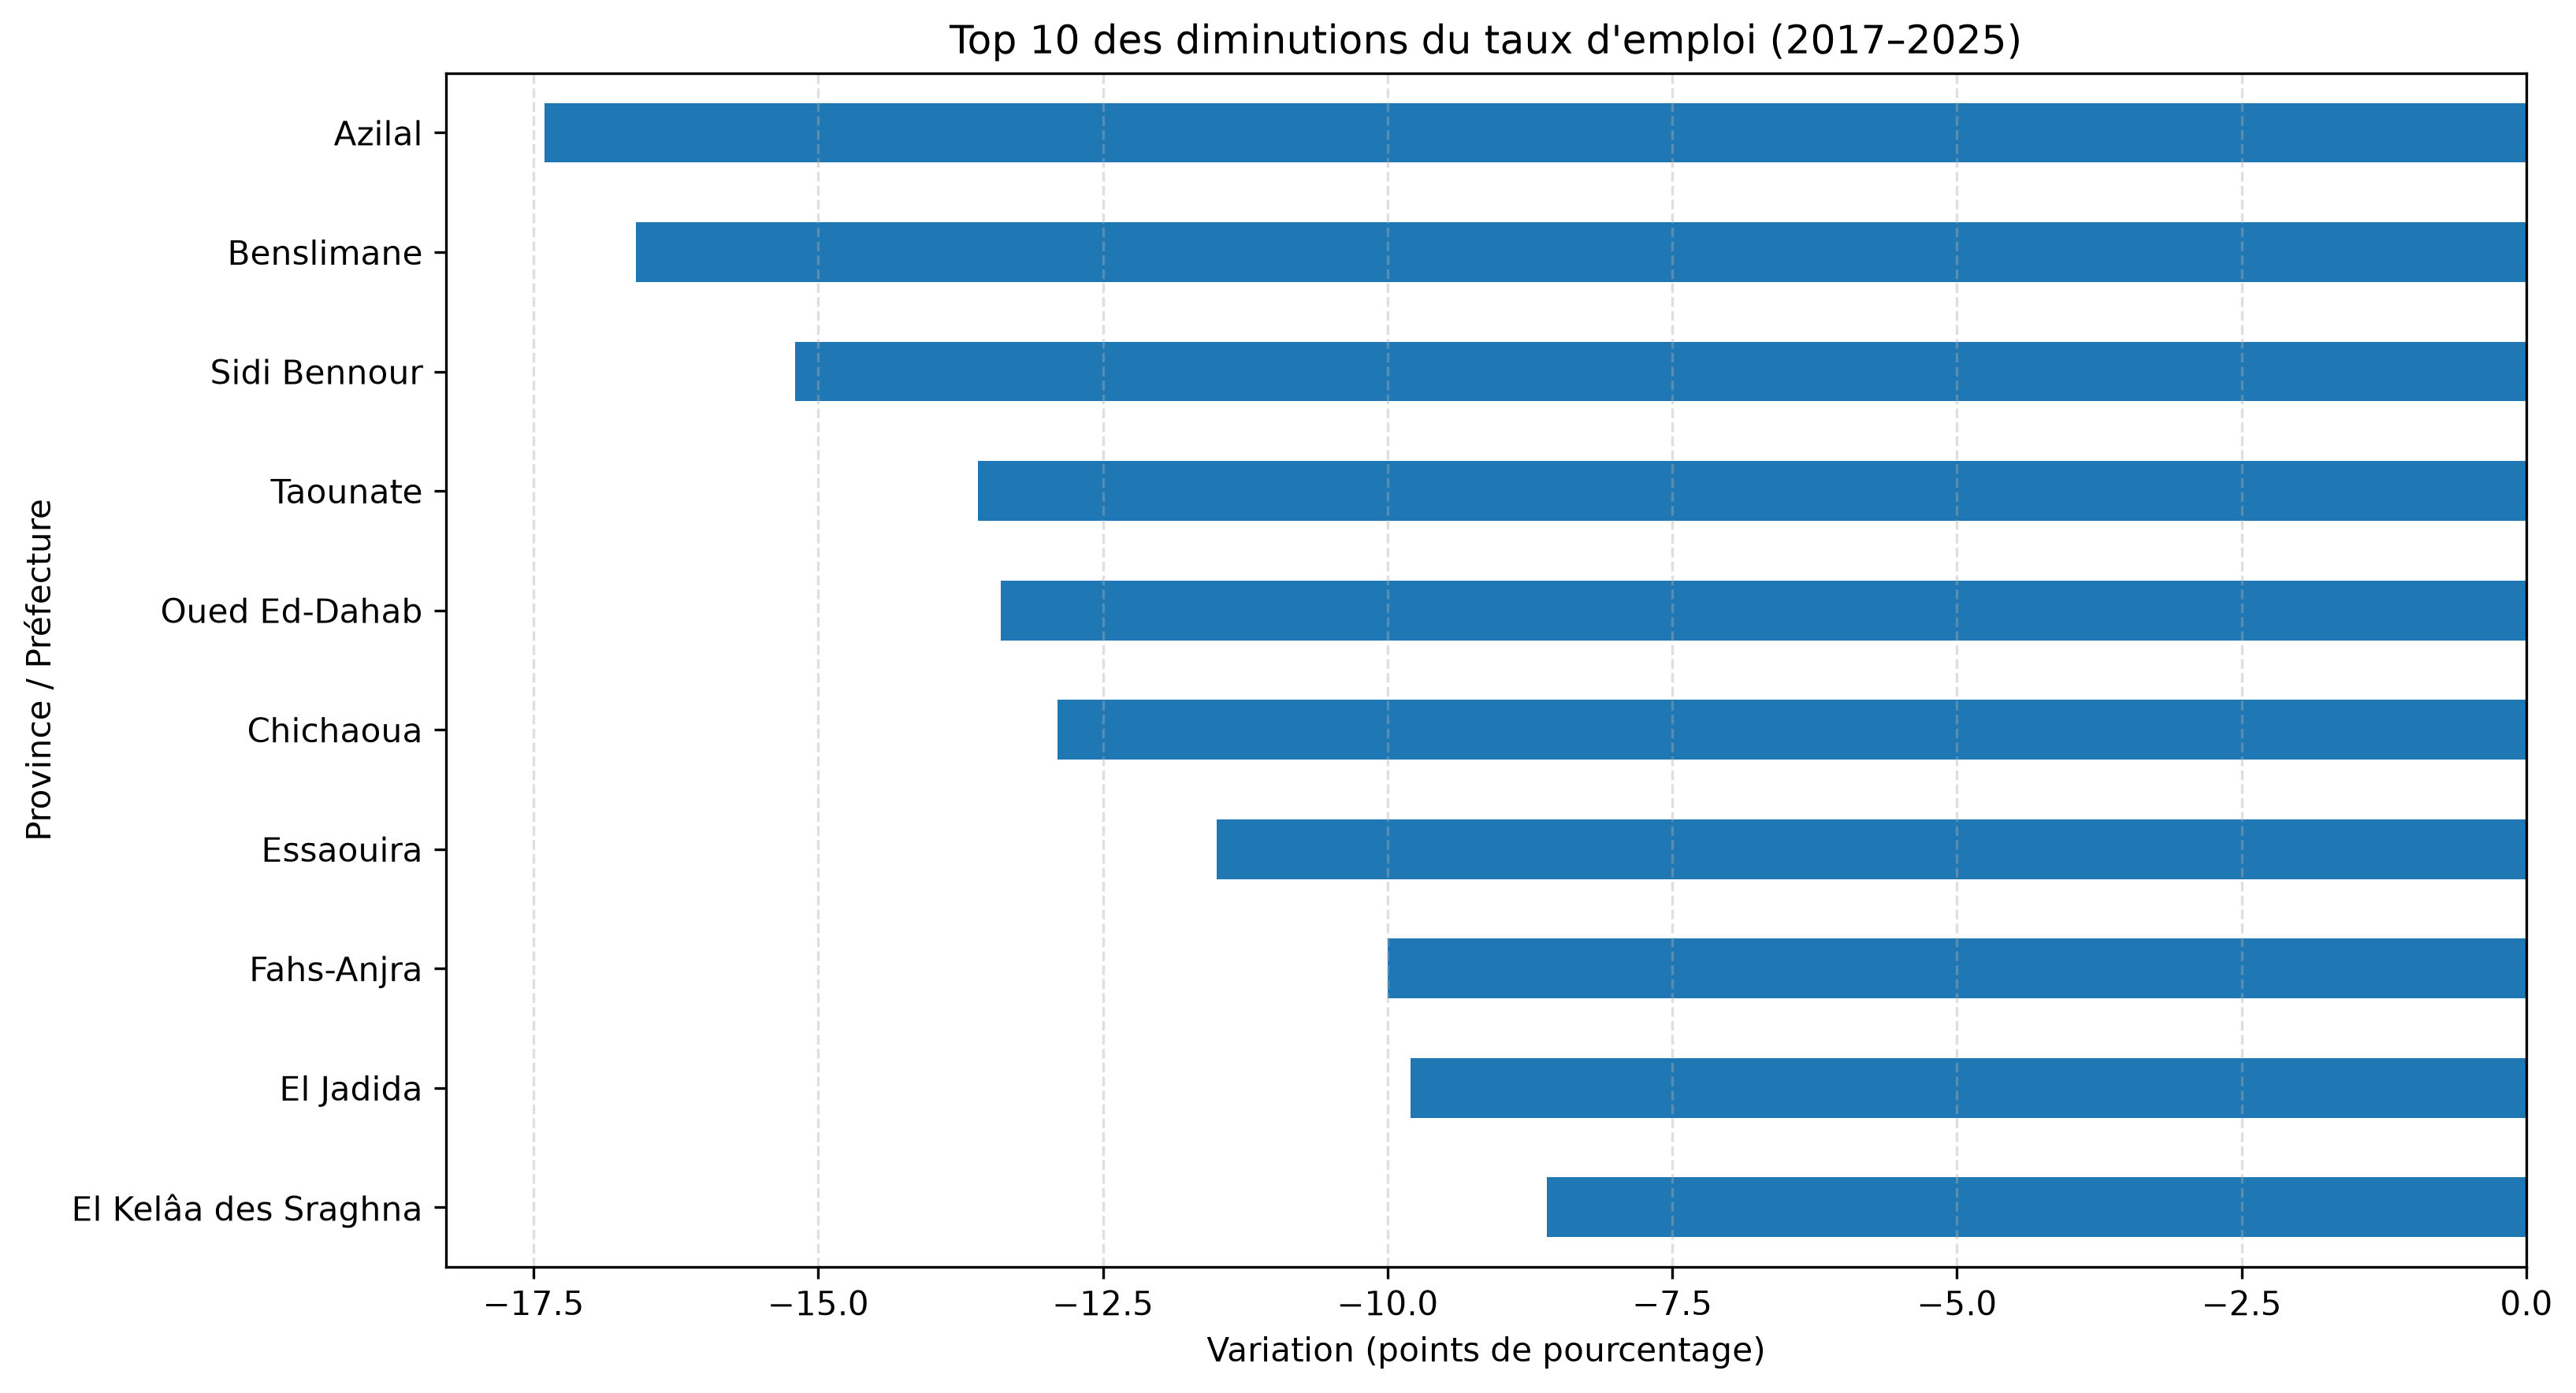 Top 10 des diminutions du taux d'emploi (2017–2025)
Province / Préfecture
Azilal
Benslimane
Sidi Bennour
Taounate
Oued Ed-Dahab
Chichaoua
Essaouira
Fahs-Anjra
El Jadida
El Kelâa des Sraghna
−17.5 −15.0 −12.5 −10.0 −7.5 −5.0 −2.5 0.0
Variation (points de pourcentage)